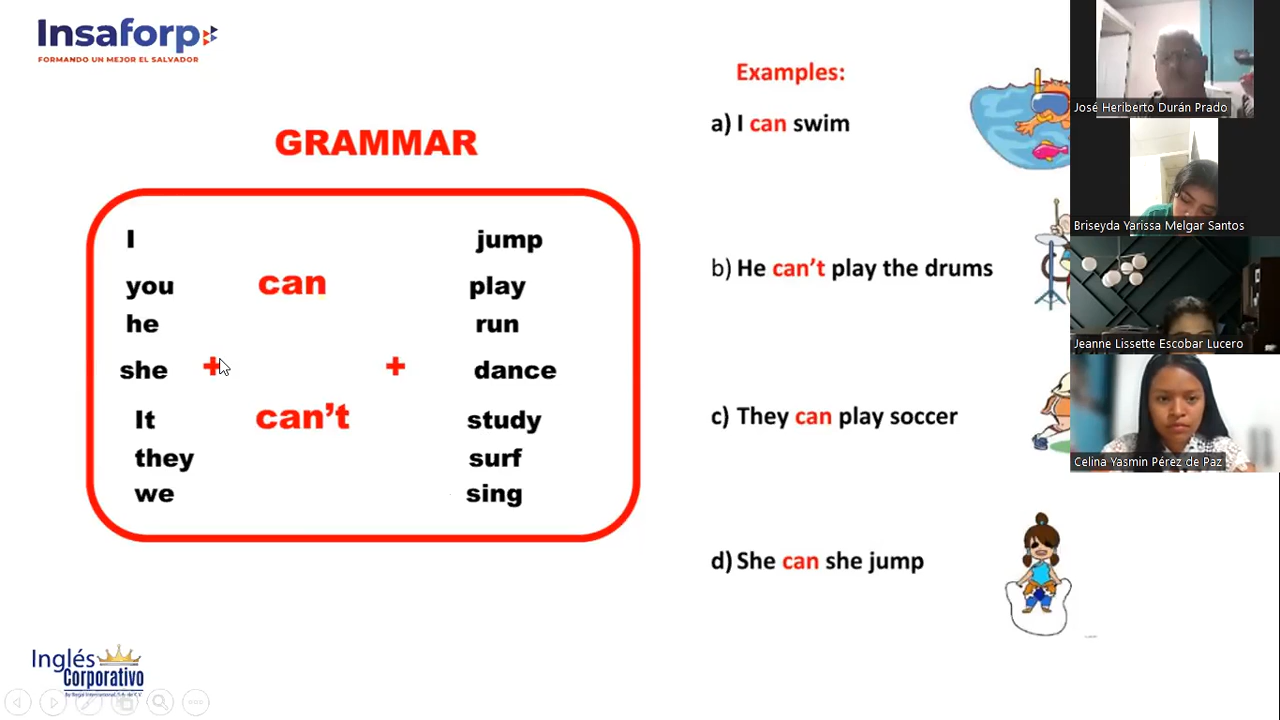 Insaforp
FORMANDO UN MEJOR EL SALVADOR
GRAMMAR
I
you
he
she
It
they
we
can
+
+
can’t
jump
play
run
dance
study
surf
sing
Examples:
a) I can swim
b) He can’t play the drums
c) They can play soccer
d) She can she jump
Inglés
Corporativo
José Heriberto Durán Prado
Briseyda Yarissa Melgar Santos
Jeanne Lissette Escobar Lucero
Celina Yasmin Pérez de Paz